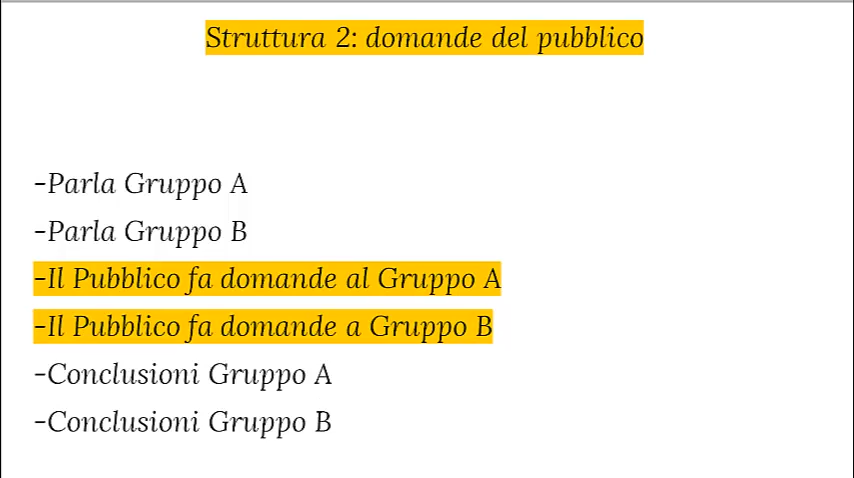 Struttura 2: domande del pubblico
-Parla Gruppo A
-Parla Gruppo B
-Il Pubblico fa domande al Gruppo A
-Il Pubblico fa domande a Gruppo B
-Conclusioni Gruppo A
-Conclusioni Gruppo B